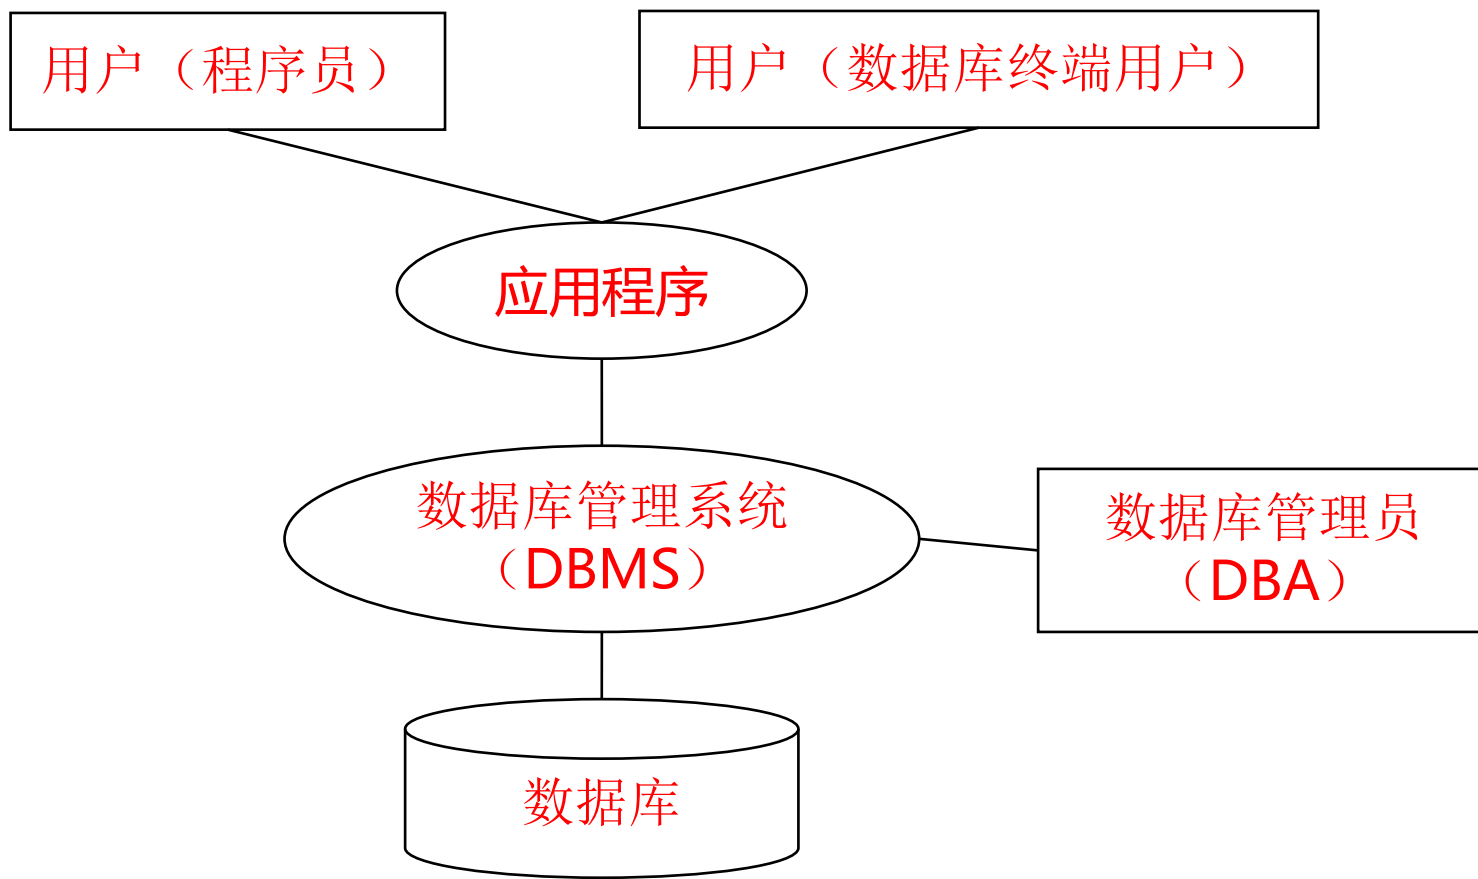 用户（程序员）
用户（数据库终端用户）
应用程序
数据库管理系统
（DBMS）
数据库管理员
（DBA）
数据库